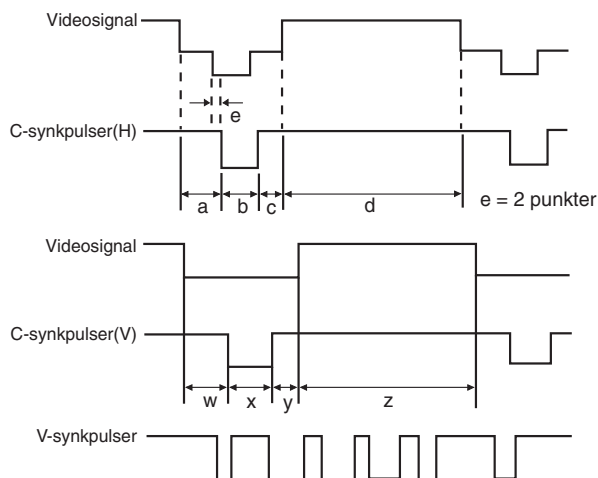 Videosignal
e
C-synkpulser(H)
a b c d
e = 2 punkter
Videosignal
C-synkpulser(V)
w x y z
V-synkpulser